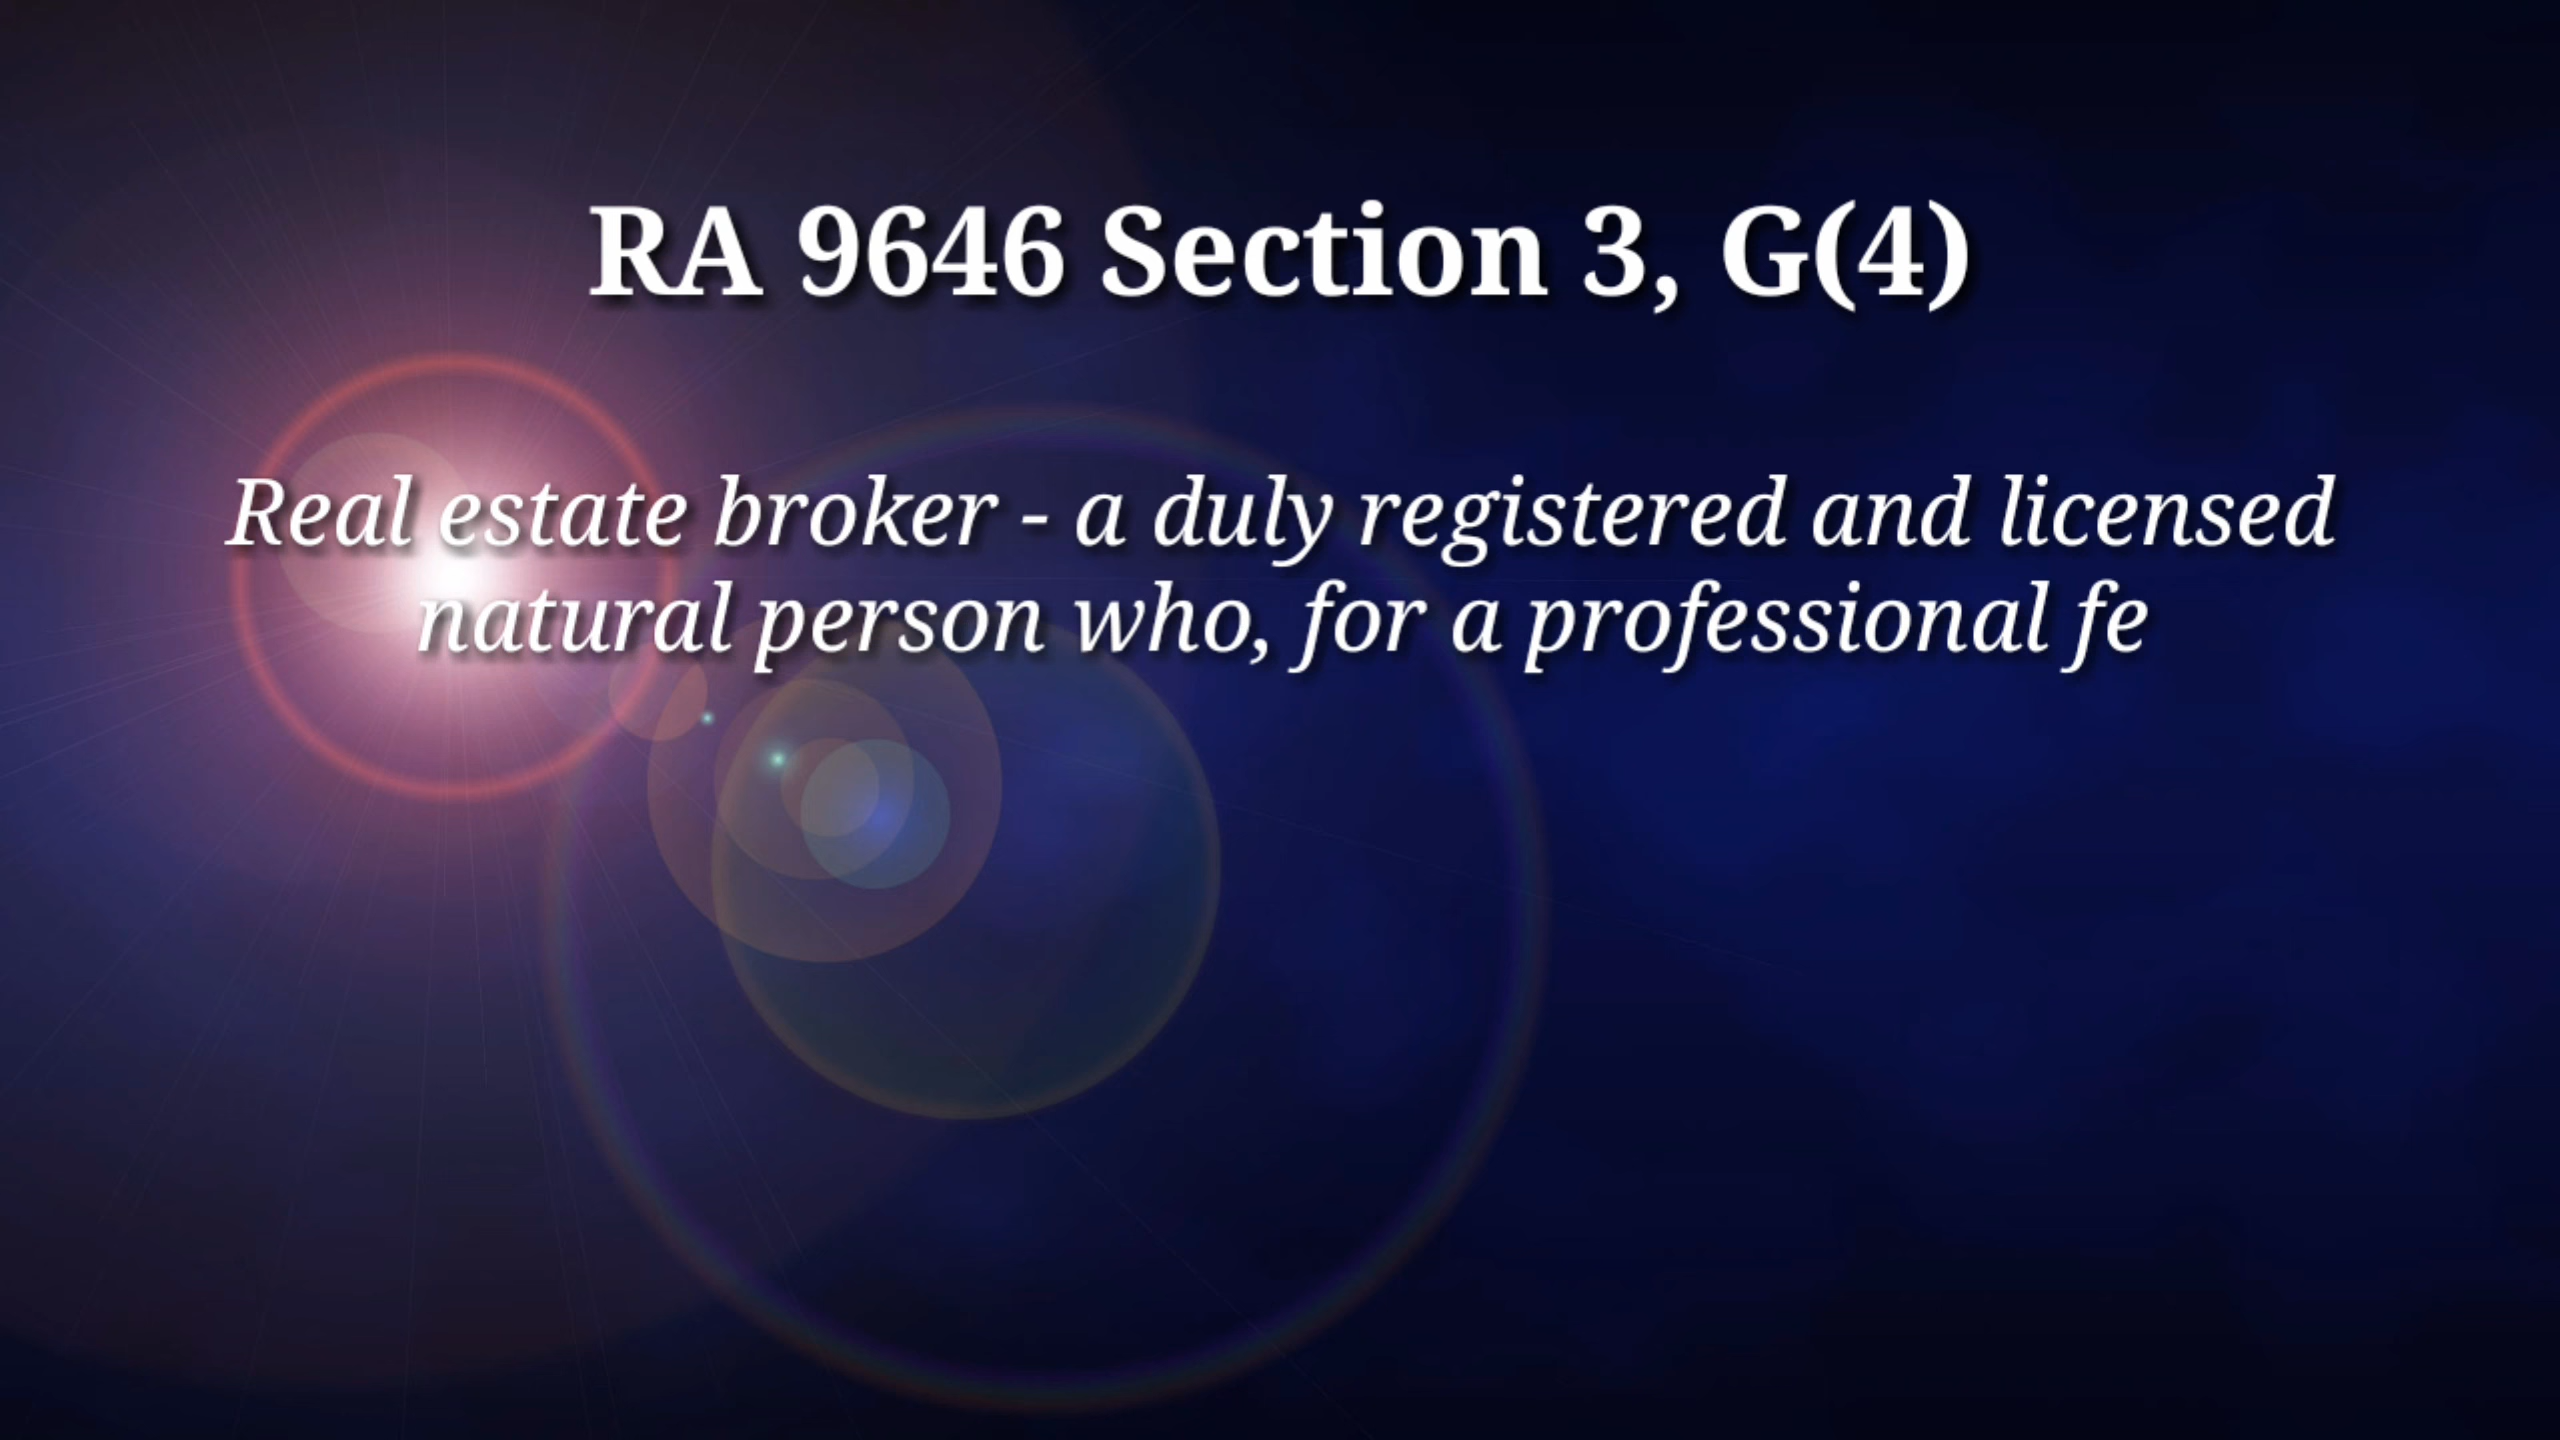 RA 9646 Section 3, G(4)
Real estate broker - a duly registered and licensed
natural person who, for a professional fe